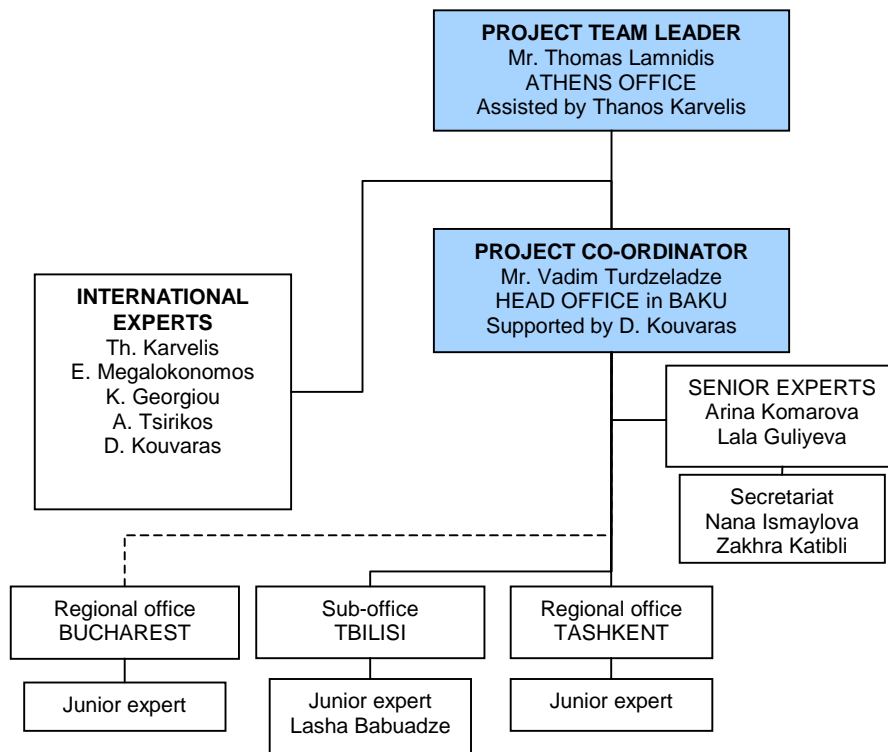 PROJECT TEAM LEADER
Mr. Thomas Lamnidis
ATHENS OFFICE
Assisted by Thanos Karvelis
PROJECT CO-ORDINATOR
Mr. Vadim Turdzeladze
HEAD OFFICE in BAKU
Supported by D. Kouvaras
INTERNATIONAL
EXPERTS
Th. Karvelis
E. Megalokonomos
K. Georgiou
A. Tsirikos
D. Kouvaras
SENIOR EXPERTS
Arina Komarova
Lala Guliyeva
Secretariat
Nana Ismaylova
Zakhra Katibli
Regional office
BUCHAREST
Sub-office
TBILISI
Regional office
TASHKENT
Junior expert
Junior expert
Lasha Babuadze
Junior expert